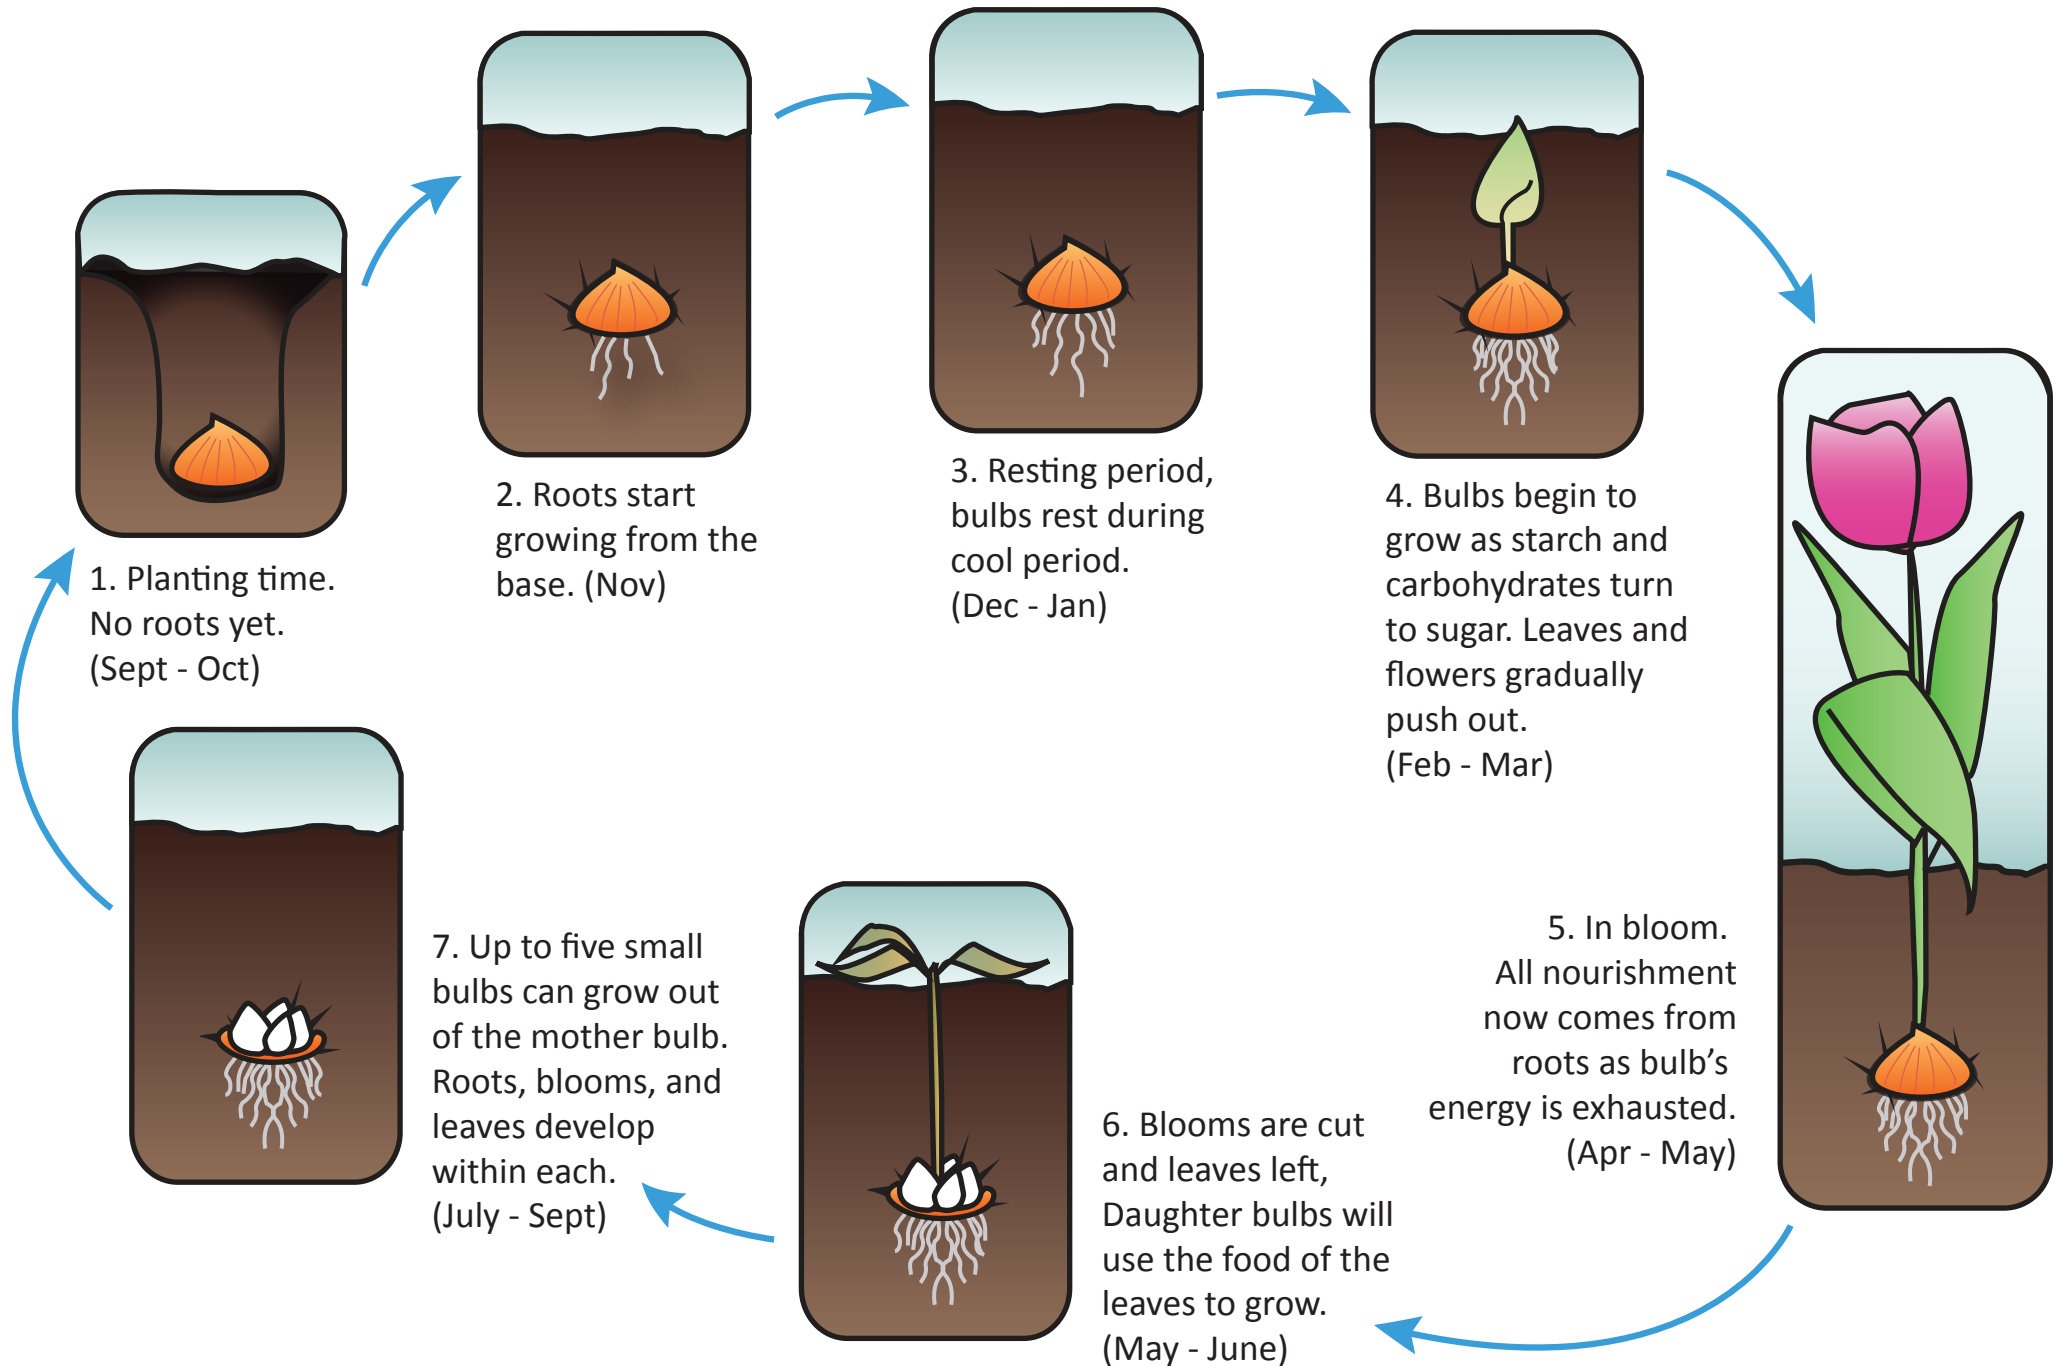 1. Planting time.
No roots yet.
(Sept - Oct)
2. Roots start
growing from the
base. (Nov)
3. Resting period,
bulbs rest during
cool period.
(Dec - Jan)
4. Bulbs begin to
grow as starch and
carbohydrates turn
to sugar. Leaves and
flowers gradually
push out.
(Feb - Mar)
5. In bloom.
All nourishment
now comes from
roots as bulb’s
energy is exhausted.
(Apr - May)
6. Blooms are cut
and leaves left,
Daughter bulbs will
use the food of the
leaves to grow.
(May - June)
7. Up to five small
bulbs can grow out
of the mother bulb.
Roots, blooms, and
leaves develop
within each.
(July - Sept)